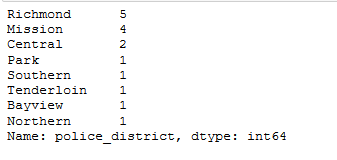 Richmond      5
Mission       4
Central       2
Park          1
Southern      1
Tenderloin    1
Bayview       1
Northern      1
Name: police_district, dtype: int64